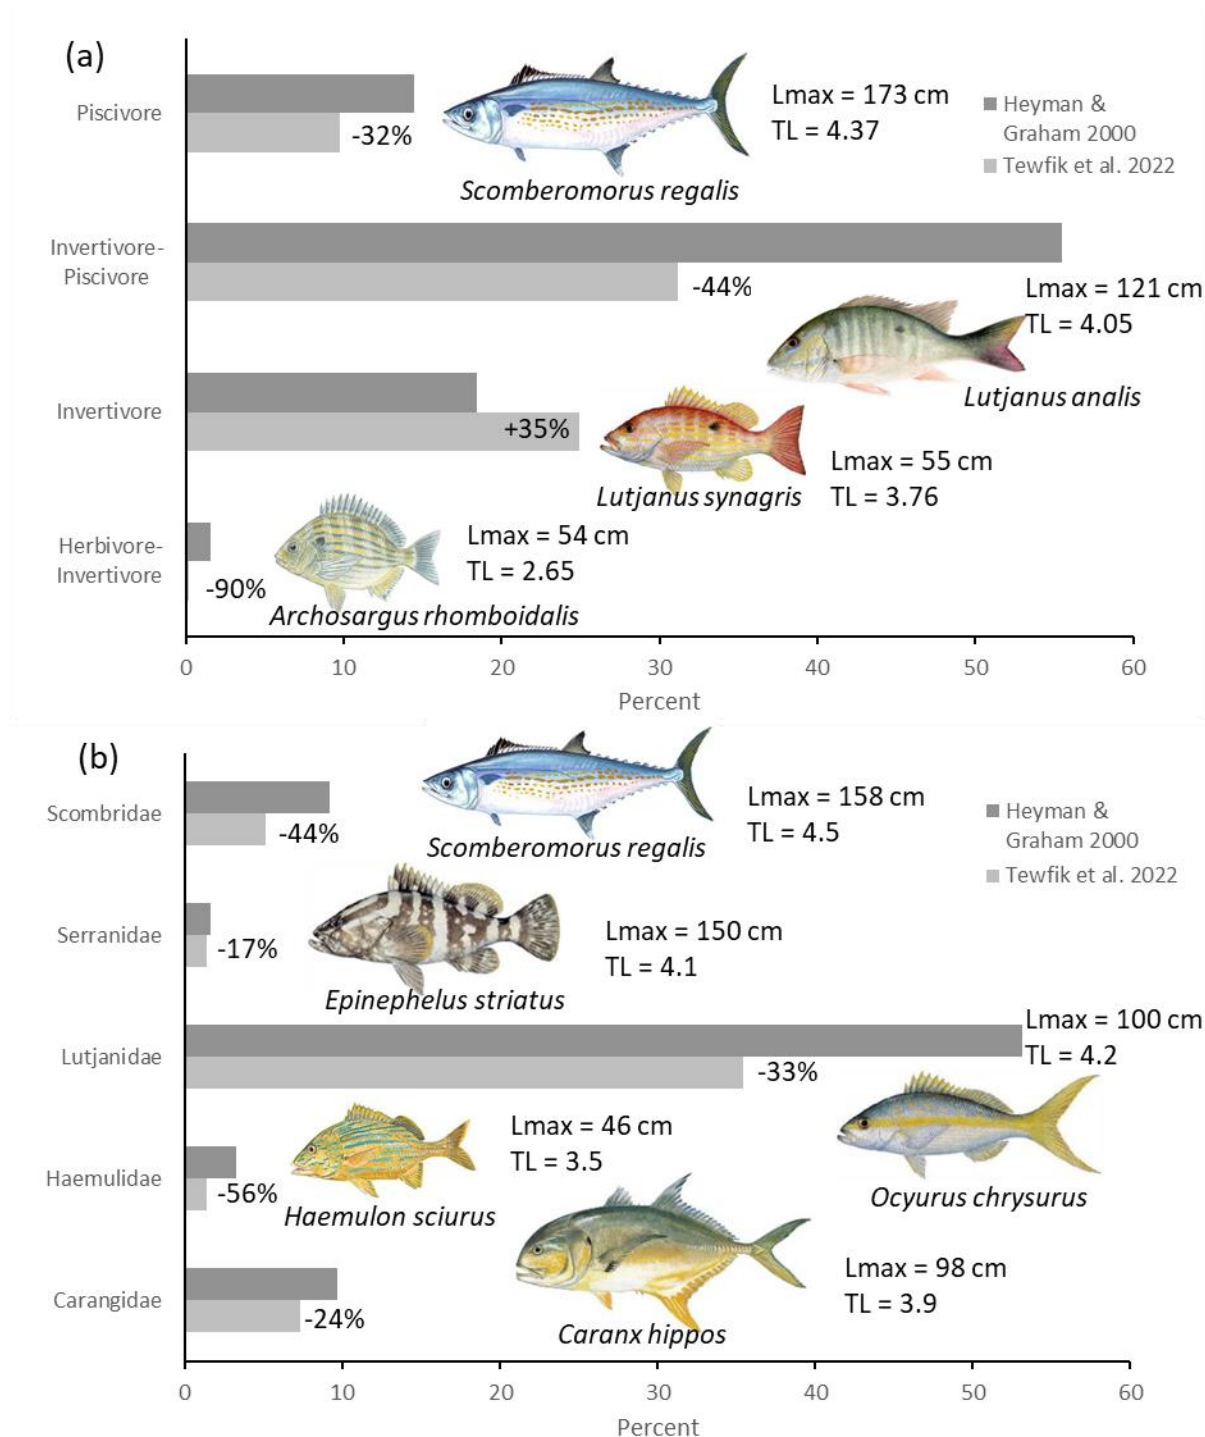 (a)
Piscivore
-32%
Lmax = 173 cm
TL = 4.37
Scomberomorus regalis
Heyman &
Graham 2000
Tewfik et al. 2022
Invertivore-
Piscivore
-44%
Lmax = 121 cm
TL = 4.05
Lutjanus analis
Invertivore
+35%
Lmax = 55 cm
TL = 3.76
Lutjanus synagris
Herbivore-
Invertivore
-90%
Lmax = 54 cm
TL = 2.65
Archosargus rhomboidalis
0 10 20 30 40 50 60
Percent
(b)
Scombridae
-44%
Lmax = 158 cm
TL = 4.5
Scomberomorus regalis
Heyman &
Graham 2000
Tewfik et al. 2022
Serranidae
-17%
Lmax = 150 cm
TL = 4.1
Epinephelus striatus
Lutjanidae
-33%
Lmax = 100 cm
TL = 4.2
Ocyurus chrysurus
Haemulidae
-56%
Lmax = 46 cm
TL = 3.5
Haemulon sciurus
Carangidae
-24%
Lmax = 98 cm
TL = 3.9
Caranx hippos
0 10 20 30 40 50 60
Percent